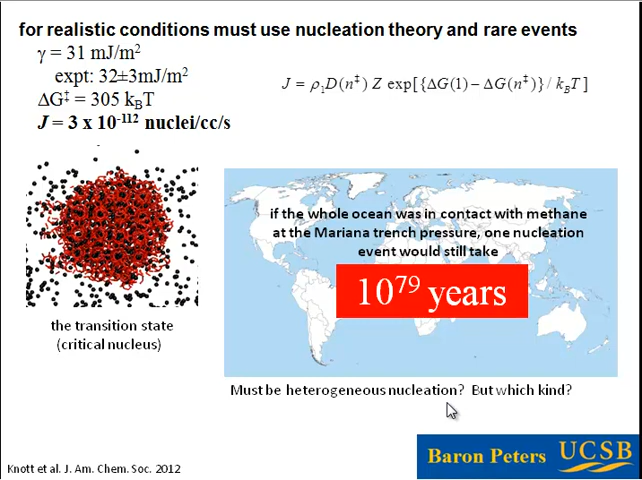 for realistic conditions must use nucleation theory and rare events
γ = 31 mJ/m²
expt: 32±3mJ/m²
ΔG‡ = 305 k_BT
J = 3 x 10⁻¹¹² nuclei/cc/s
J = ρ₁D(n‡) Z exp[{ΔG(1) − ΔG(n‡)}/ k_BT]
if the whole ocean was in contact with methane
at the Mariana trench pressure, one nucleation
event would still take
10⁷⁹ years
the transition state
(critical nucleus)
Must be heterogeneous nucleation? But which kind?
Knott et al. J. Am. Chem. Soc. 2012
Baron Peters UCSB